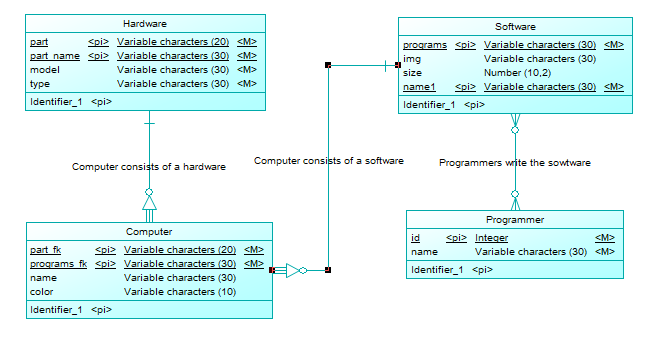 Hardware
part <pi> Variable characters (20) <M>
part_name <pi> Variable characters (30) <M>
model Variable characters (30) <M>
type Variable characters (30) <M>
Identifier_1 <pi>
Software
programs <pi> Variable characters (30) <M>
img Variable characters (30)
size Number (10,2)
name1 <pi> Variable characters (30) <M>
Identifier_1 <pi>
Computer consists of a hardware
Computer consists of a software
Programmers write the sowtware
Computer
part_fk <pi> Variable characters (20) <M>
programs_fk <pi> Variable characters (30) <M>
name Variable characters (30)
color Variable characters (10)
Identifier_1 <pi>
Programmer
id <pi> Integer <M>
name Variable characters (30) <M>
Identifier_1 <pi>